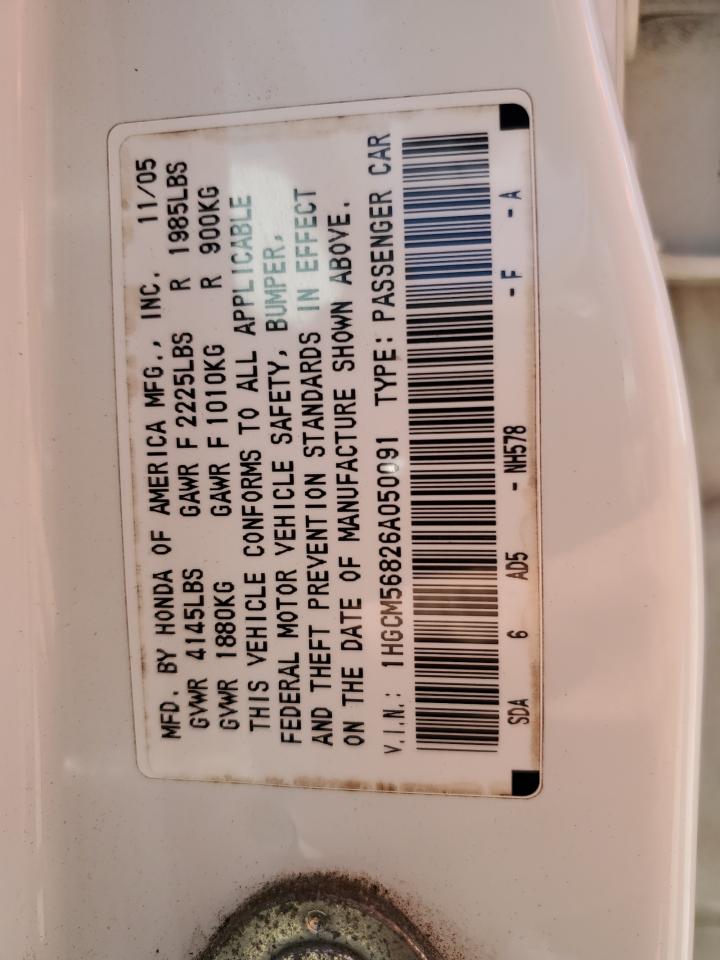 MFD. BY HONDA OF AMERICA MFG., INC. 11/05
GVWR 4145LBS GAWR F 2225LBS R 1985LBS
GVWR 1880KG GAWR F 1010KG R 900KG
THIS VEHICLE CONFORMS TO ALL APPLICABLE
FEDERAL MOTOR VEHICLE SAFETY, BUMPER,
AND THEFT PREVENTION STANDARDS IN EFFECT
ON THE DATE OF MANUFACTURE SHOWN ABOVE.
V.I.N.: 1HGCM56826A050091 TYPE: PASSENGER CAR
SDA 6 AD5 - NH578 - F - A